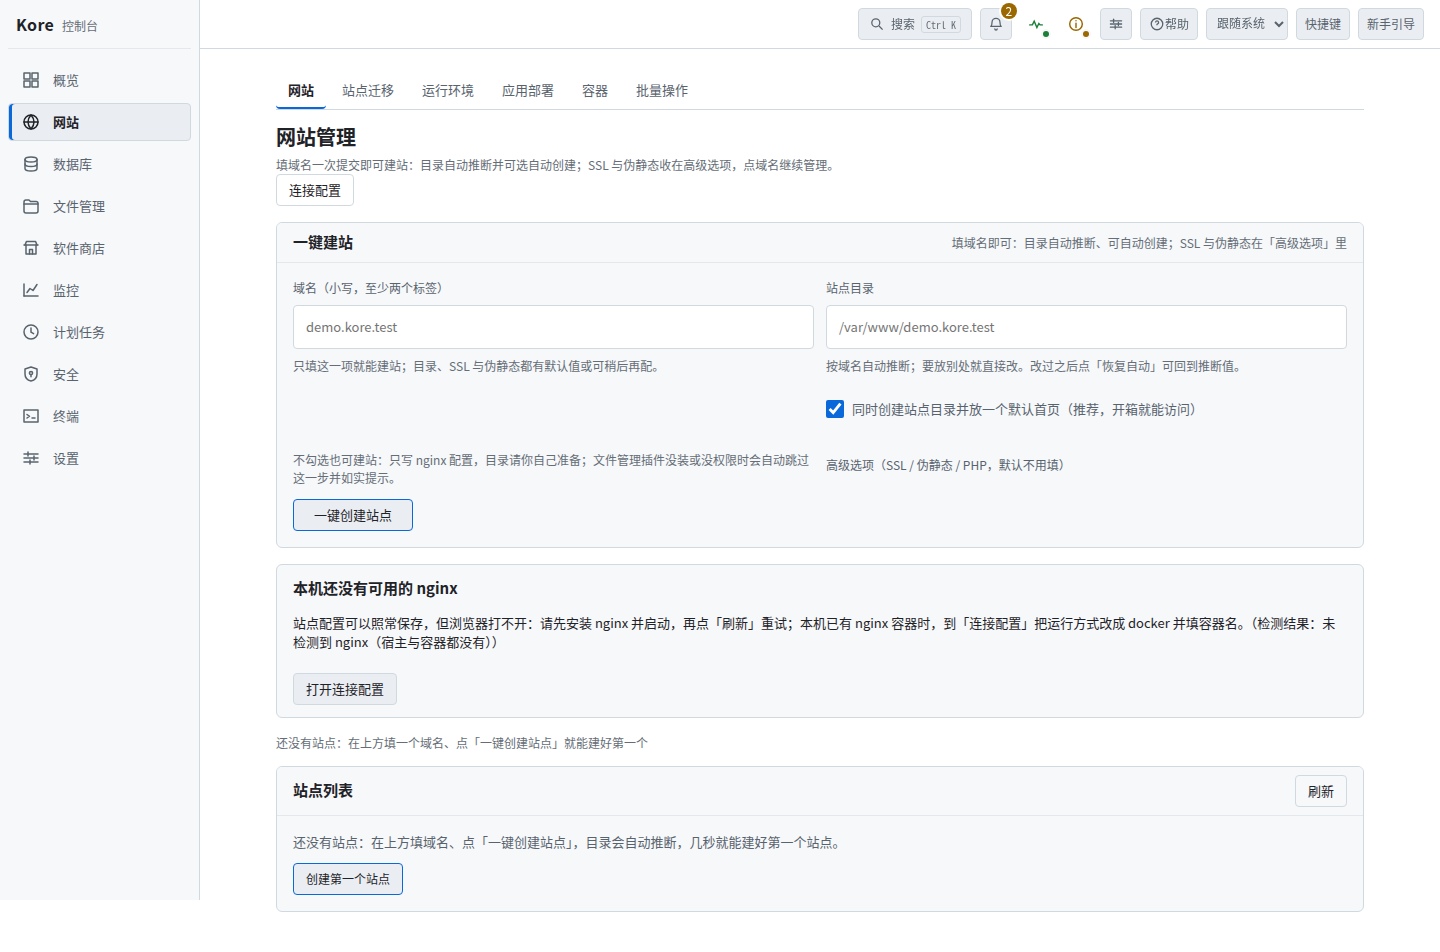 Kore 控制台
搜索 Ctrl K
2
帮助
跟随系统
快捷键
新手引导
概览
网站
数据库
文件管理
软件商店
监控
计划任务
安全
终端
设置
网站 站点迁移 运行环境 应用部署 容器 批量操作
网站管理
填域名一次提交即可建站：目录自动推断并可选自动创建；SSL 与伪静态收在高级选项，点域名继续管理。
连接配置
一键建站
填域名即可：目录自动推断、可自动创建；SSL 与伪静态在「高级选项」里
域名（小写，至少两个标签）
站点目录
demo.kore.test
/var/www/demo.kore.test
只填这一项就能建站；目录、SSL 与伪静态都有默认值或可稍后再配。
按域名自动推断；要放别处就直接改。改过之后点「恢复自动」可回到推断值。
同时创建站点目录并放一个默认首页（推荐，开箱就能访问）
不勾选也可建站：只写 nginx 配置，目录请你自己准备；文件管理插件没装或没权限时会自动跳过
这一步并如实提示。
高级选项（SSL / 伪静态 / PHP，默认不用填）
一键创建站点
本机还没有可用的 nginx
站点配置可以照常保存，但浏览器打不开：请先安装 nginx 并启动，再点「刷新」重试；本机已有 nginx 容器时，到「连接配置」把运行方式改成 docker 并填容器名。（检测结果：未
检测到 nginx（宿主与容器都没有））
打开连接配置
还没有站点：在上方填一个域名、点「一键创建站点」就能建好第一个
站点列表
刷新
还没有站点：在上方填域名、点「一键创建站点」，目录会自动推断，几秒就能建好第一个站点。
创建第一个站点